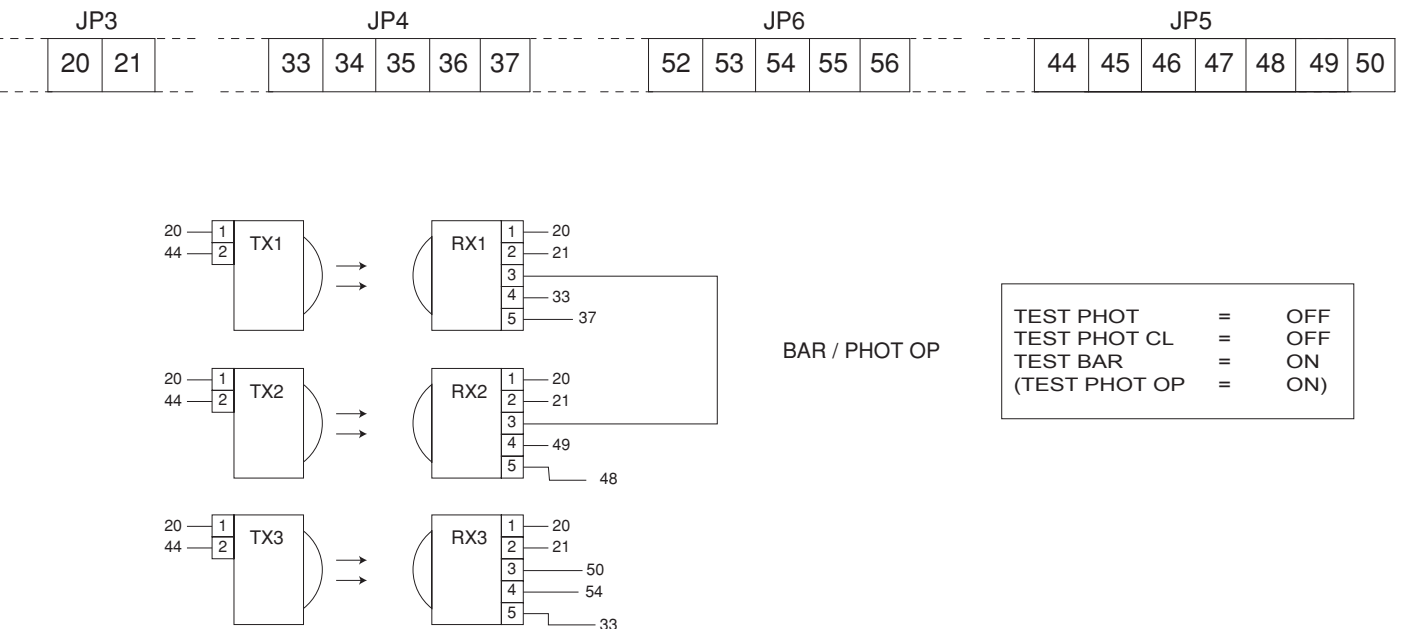 JP3 JP4 JP6 JP5
20 21 33 34 35 36 37 52 53 54 55 56 44 45 46 47 48 49 50
20 1 TX1 RX1 1 20
44 2 2 21
3
4 33
5 37
BAR / PHOT OP
TEST PHOT = OFF
TEST PHOT CL = OFF
TEST BAR = ON
(TEST PHOT OP = ON)
20 1 TX2 RX2 1 20
44 2 2 21
3
4 49
5 48
20 1 TX3 RX3 1 20
44 2 2 21
3 50
4 54
5 33